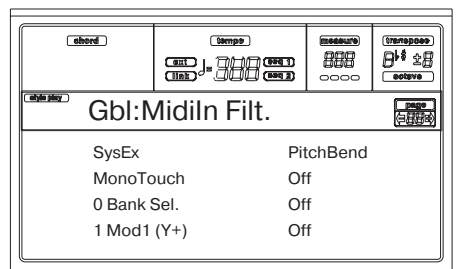 chord tempo measure transpose
ext seq 1
link seq 2
octave
style play page
Gbl:MidiIn Filt.
SysEx PitchBend
MonoTouch Off
0 Bank Sel. Off
1 Mod1 (Y+) Off